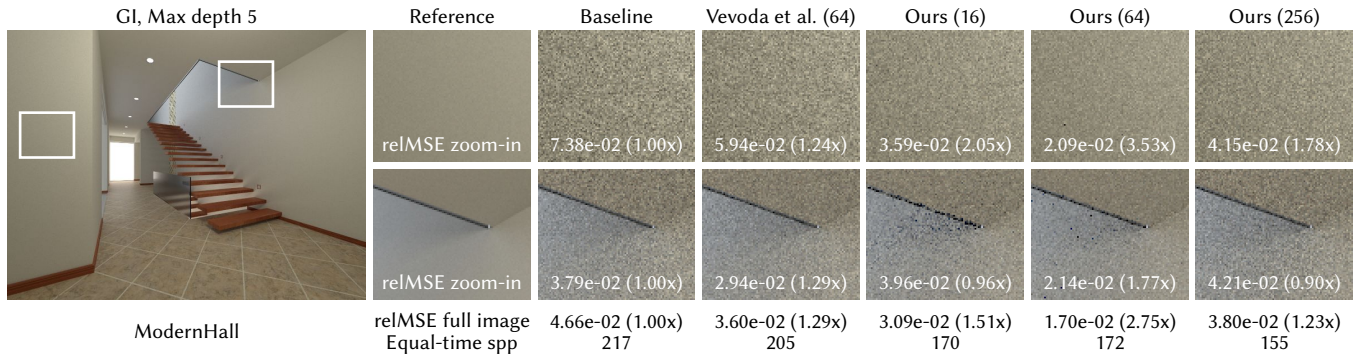 GI, Max depth 5 Reference Baseline Vevoda et al. (64) Ours (16) Ours (64) Ours (256)
relMSE zoom-in 7.38e-02 (1.00x) 5.94e-02 (1.24x) 3.59e-02 (2.05x) 2.09e-02 (3.53x) 4.15e-02 (1.78x)
relMSE zoom-in 3.79e-02 (1.00x) 2.94e-02 (1.29x) 3.96e-02 (0.96x) 2.14e-02 (1.77x) 4.21e-02 (0.90x)
ModernHall
relMSE full image 4.66e-02 (1.00x) 3.60e-02 (1.29x) 3.09e-02 (1.51x) 1.70e-02 (2.75x) 3.80e-02 (1.23x)
Equal-time spp 217 205 170 172 155